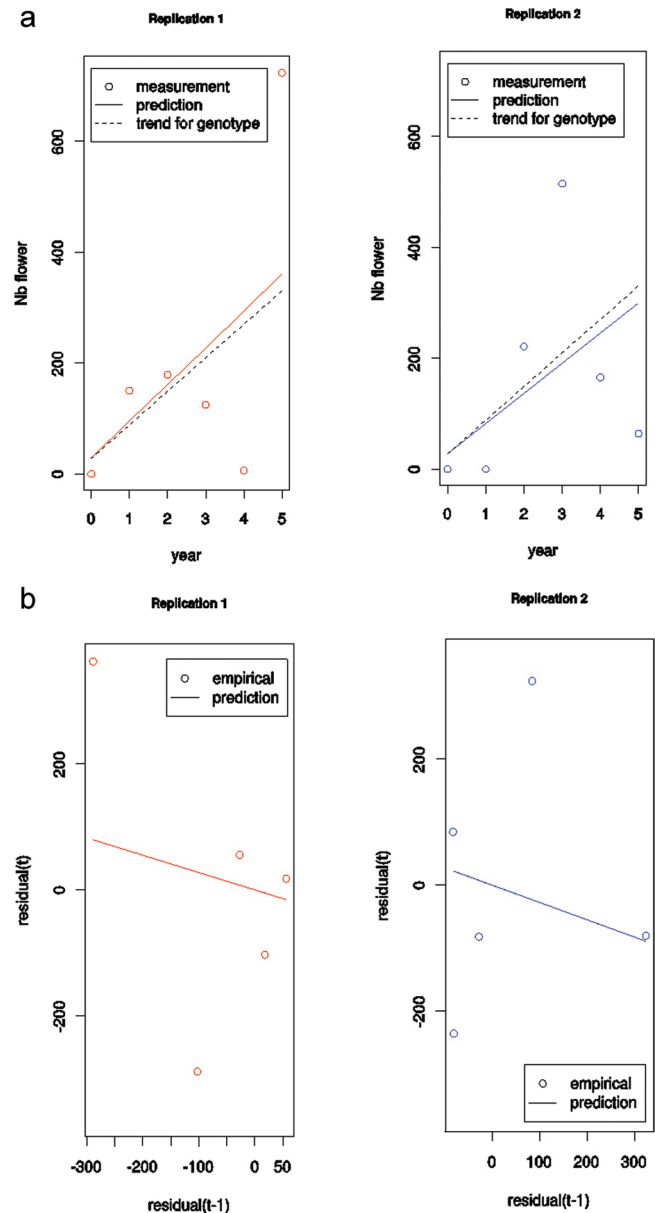 a
Replication 1
Replication 2
measurement
prediction
trend for genotype
measurement
prediction
trend for genotype
Nb flower
0 200 400 600
0 1 2 3 4 5
year
Nb flower
0 200 400 600
0 1 2 3 4 5
year
b
Replication 1
Replication 2
empirical
prediction
residual(t)
-200 0 200
-300 -100 0 50
residual(t-1)
residual(t)
-200 0 200
empirical
prediction
0 100 200 300
residual(t-1)